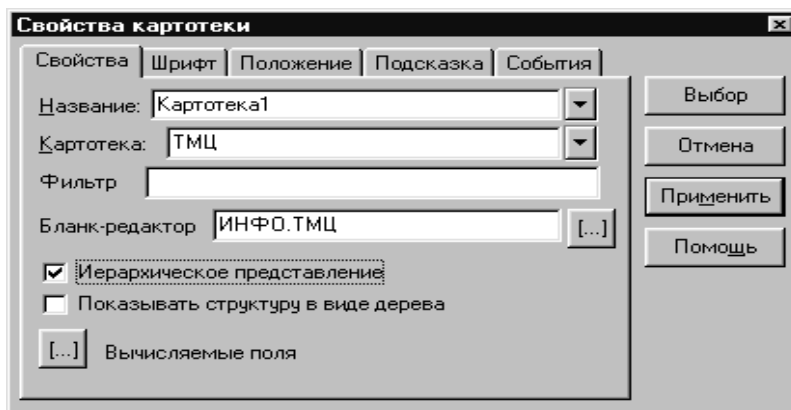 Свойства картотеки
Свойства Шрифт Положение Подсказка События
Название: Картотека1
Картотека: ТМЦ
Фильтр
Бланк-редактор ИНФО.ТМЦ [...]
Иерархическое представление
Показывать структуру в виде дерева
[...] Вычисляемые поля
Выбор
Отмена
Применить
Помощь